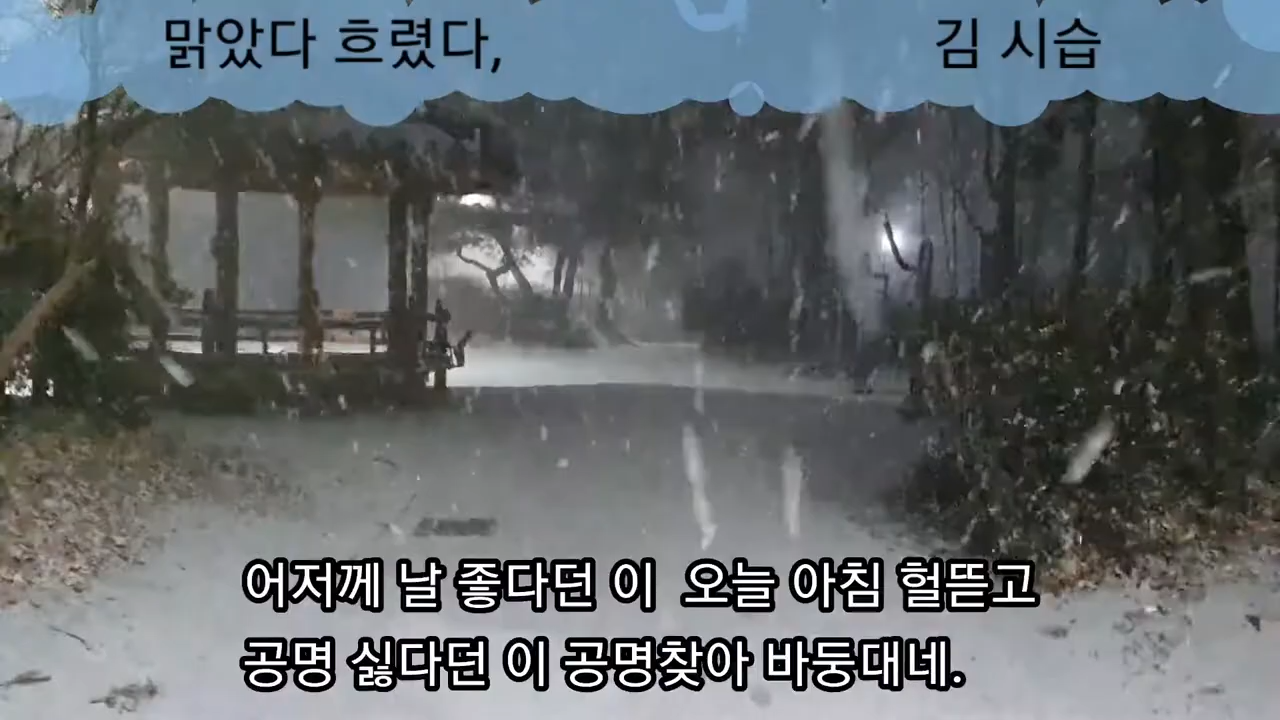 맑았다 흐렸다, 김 시습
어저께 날 좋다던 이 오늘 아침 헐뜯고
공명 싫다던 이 공명찾아 바둥대네.